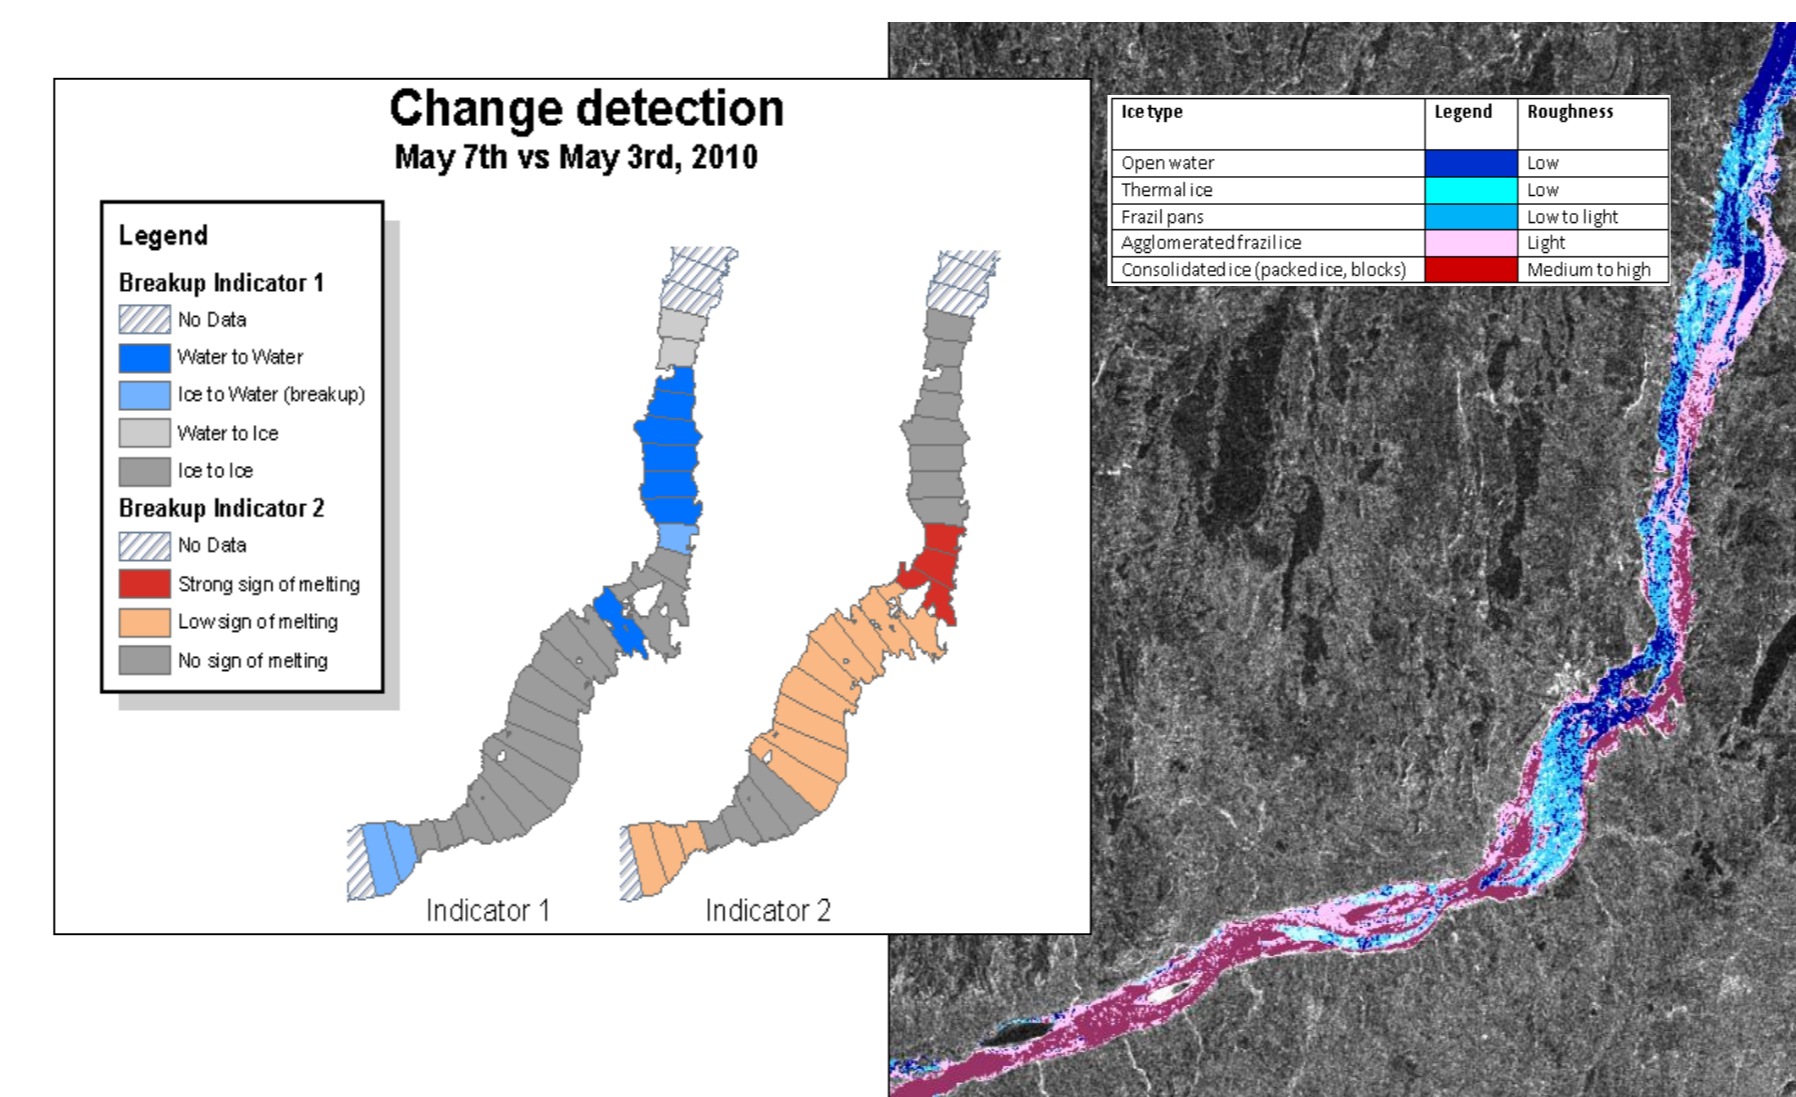 Change detection
May 7th vs May 3rd, 2010
Legend
Breakup Indicator 1
No Data
Water to Water
Ice to Water (breakup)
Water to Ice
Ice to Ice
Breakup Indicator 2
No Data
Strong sign of melting
Low sign of melting
No sign of melting
Indicator 1
Indicator 2
Ice type Legend Roughness
Open water Low
Thermal ice Low
Frazil pans Low to light
Agglomerated frazil ice Light
Consolidated ice (packed ice, blocks) Medium to high